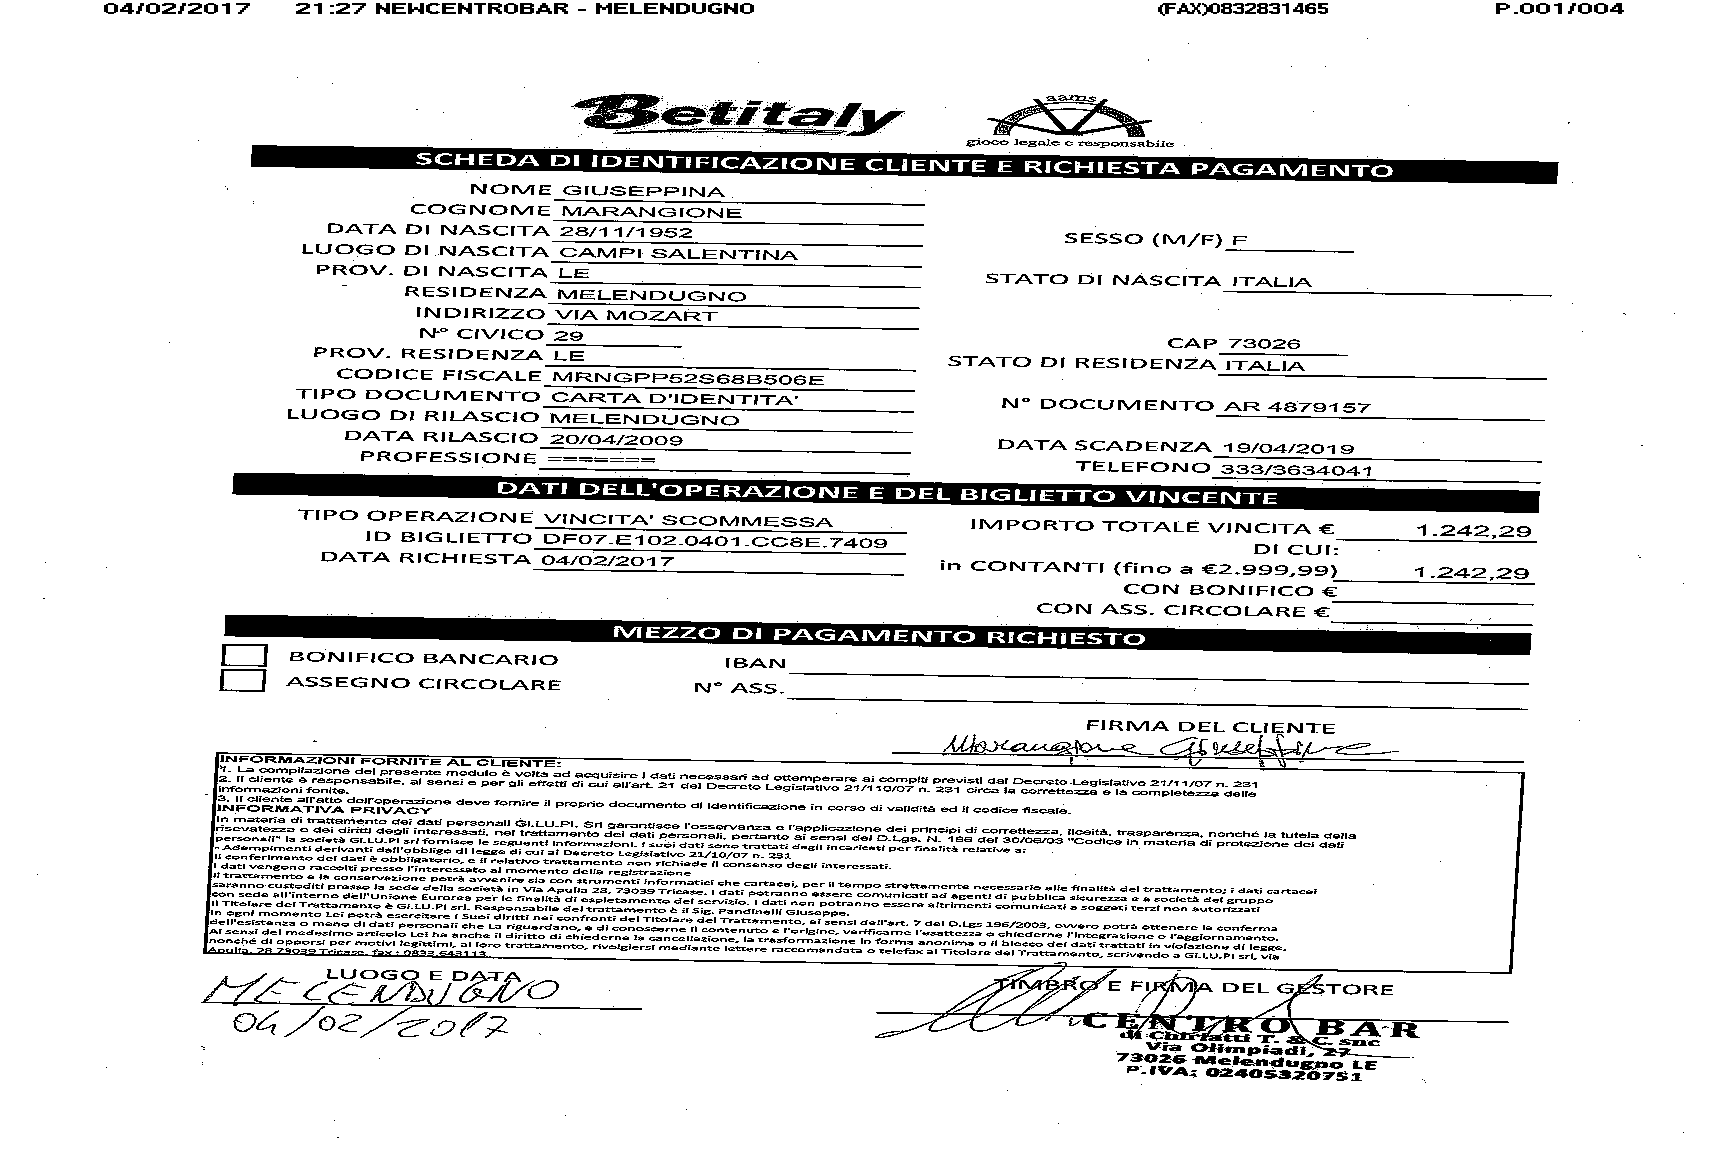 04/02/2017 21:27 NEWCENTROBAR - MELENDUGNO (FAX)0832831465 P.001/004
Betitaly
aams
gioco legale e responsabile
SCHEDA DI IDENTIFICAZIONE CLIENTE E RICHIESTA PAGAMENTO
NOME GIUSEPPINA
COGNOME MARANGIONE
DATA DI NASCITA 28/11/1952 SESSO (M/F) F
LUOGO DI NASCITA CAMPI SALENTINA
PROV. DI NASCITA LE STATO DI NASCITA ITALIA
RESIDENZA MELENDUGNO
INDIRIZZO VIA MOZART
N° CIVICO 29 CAP 73026
PROV. RESIDENZA LE STATO DI RESIDENZA ITALIA
CODICE FISCALE MRNGPP52S68B506E
TIPO DOCUMENTO CARTA D'IDENTITA' N° DOCUMENTO AR 4879157
LUOGO DI RILASCIO MELENDUGNO
DATA RILASCIO 20/04/2009 DATA SCADENZA 19/04/2019
PROFESSIONE ======= TELEFONO 333/3634041
DATI DELL'OPERAZIONE E DEL BIGLIETTO VINCENTE
TIPO OPERAZIONE VINCITA' SCOMMESSA IMPORTO TOTALE VINCITA € 1.242,29
ID BIGLIETTO DF07.E102.0401.CC8E.7409 DI CUI:
DATA RICHIESTA 04/02/2017 in CONTANTI (fino a €2.999,99) 1.242,29
CON BONIFICO €
CON ASS. CIRCOLARE €
MEZZO DI PAGAMENTO RICHIESTO
BONIFICO BANCARIO IBAN
ASSEGNO CIRCOLARE N° ASS.
FIRMA DEL CLIENTE
Marangione Giuseppina
INFORMAZIONI FORNITE AL CLIENTE:
1. La compilazione del presente modulo è volta ad acquisire i dati necessari ad ottemperare ai compiti previsti dal Decreto Legislativo 21/11/07 n. 231
2. Il cliente è responsabile, ai sensi e per gli effetti di cui all'art. 21 del Decreto Legislativo 21/110/07 n. 231 circa la correttezza e la completezza delle
informazioni fonite.
3. Il cliente all'atto dell'operazione deve fornire il proprio documento di identificazione in corso di validità ed il codice fiscale.
INFORMATIVA PRIVACY
In materia di trattamento dei dati personali GI.LU.PI. Srl garantisce l'osservanza e l'applicazione dei principi di correttezza, liceità, trasparenza, nonché la tutela della
riservatezza e dei diritti degli interessati, nel trattamento dei dati personali, pertanto ai sensi del D.Lgs. N. 196 del 30/06/03 "Codice in materia di protezione dei dati
personali" la società GI.LU.PI srl fornisce le seguenti informazioni. I suoi dati sono trattati dagli incaricati per finalità relative a:
- Adempimenti derivanti dall'obbligo di legge di cui al Decreto Legislativo 21/10/07 n. 231
Il conferimento dei dati è obbligatorio, e il relativo trattamento non richiede il consenso degli interessati.
I dati vengono raccolti presso l'interessato al momento della registrazione
Il trattamento e la conservazione potrà avvenire sia con strumenti informatici che cartacei, per il tempo strettamente necessario alle finalità del trattamento; i dati cartacei
saranno custoditi presso la sede della società in Via Apulia 28, 73039 Tricase. I dati potranno essere comunicati ad agenti di pubblica sicurezza e a società del gruppo
con sede all'interno dell'Unione Europea per le finalità di espletamento del servizio. I dati non potranno essere altrimenti comunicati a soggeti terzi non autorizzati
Il Titolare del Trattamento è GI.LU.PI srl. Responsabile del trattamento è il Sig. Pandinelli Giuseppe.
In ogni momento Lei potrà esercitare i Suoi diritti nei confronti del Titolare del Trattamento, ai sensi dell'art. 7 del D.Lgs 196/2003, ovvero potrà ottenere la conferma
dell'esistenza o meno di dati personali che La riguardano, e di conoscerne il contenuto e l'origine, verificarne l'esattezza o chiederne l'integrazione o l'aggiornamento.
Ai sensi del medesimo articolo Lei ha anche il diritto di chiederne la cancellazione, la trasformazione in forma anonima o il blocco dei dati trattati in violazione di legge,
nonché di opporsi per motivi legittimi, al loro trattamento, rivolgersi mediante lettere raccomandata o telefax al Titolare del Trattamento, scrivendo a GI.LU.PI srl, via
Apulia, 28 73039 Tricase, fax : 0833.643113
LUOGO E DATA TIMBRO E FIRMA DEL GESTORE
MELENDUGNO
04/02/2017
CENTRO BAR
di Chiriatti T. & C. snc
Via Olimpiadi, 27
73026 Melendugno LE
P.IVA: 02405320751